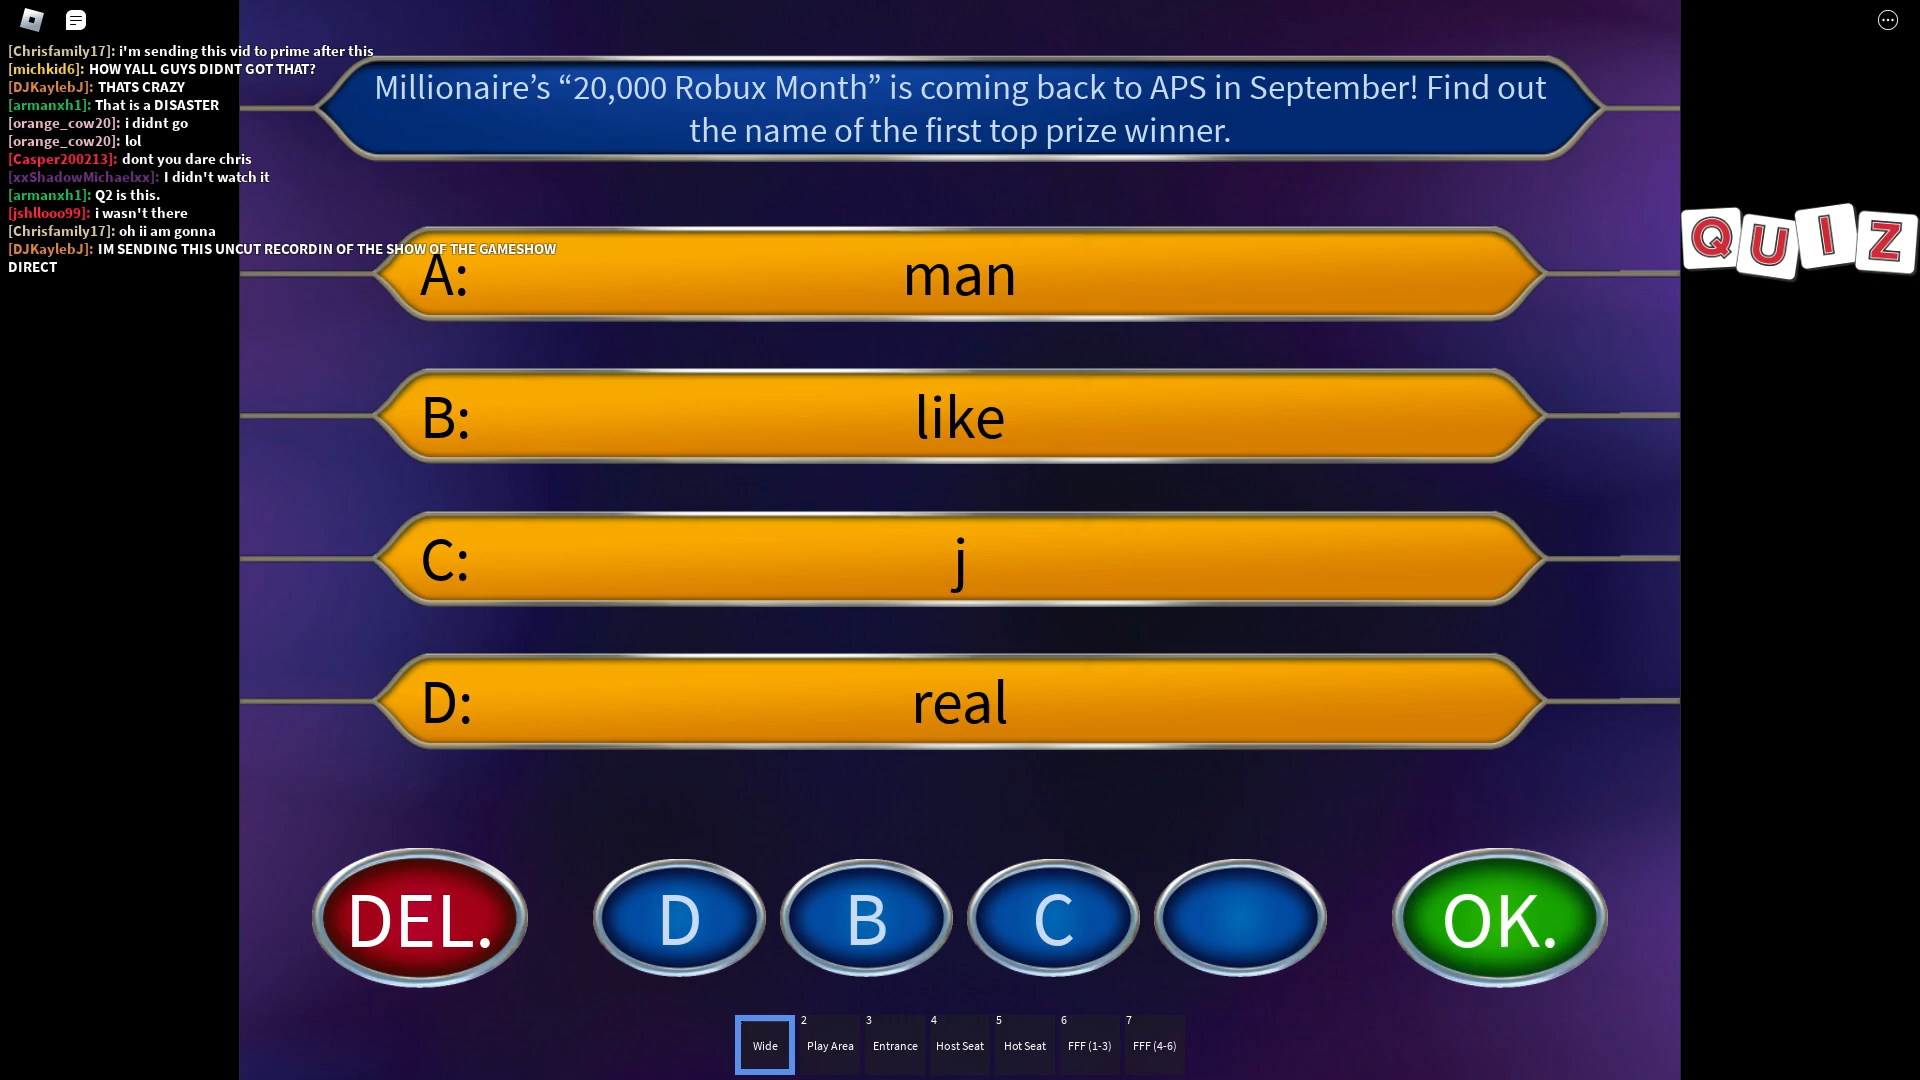 [Chrisfamily17]: i'm sending this vid to prime after this
[michkid6]: HOW YALL GUYS DIDNT GOT THAT?
[DJKaylebJ]: THATS CRAZY
[armanxh1]: That is a DISASTER
[orange_cow20]: i didnt go
[orange_cow20]: lol
[Casper200213]: dont you dare chris
[xxShadowMichaelxx]: I didn't watch it
[armanxh1]: Q2 is this.
[jshllooo99]: i wasn't there
[Chrisfamily17]: oh ii am gonna
[DJKaylebJ]: IM SENDING THIS UNCUT RECORDIN OF THE SHOW OF THE GAMESHOW
DIRECT
Millionaire’s “20,000 Robux Month” is coming back to APS in September! Find out
the name of the first top prize winner.
QUIZ
A: man
B: like
C: j
D: real
DEL. D B C OK.
Wide
2 Play Area
3 Entrance
4 Host Seat
5 Hot Seat
6 FFF (1-3)
7 FFF (4-6)